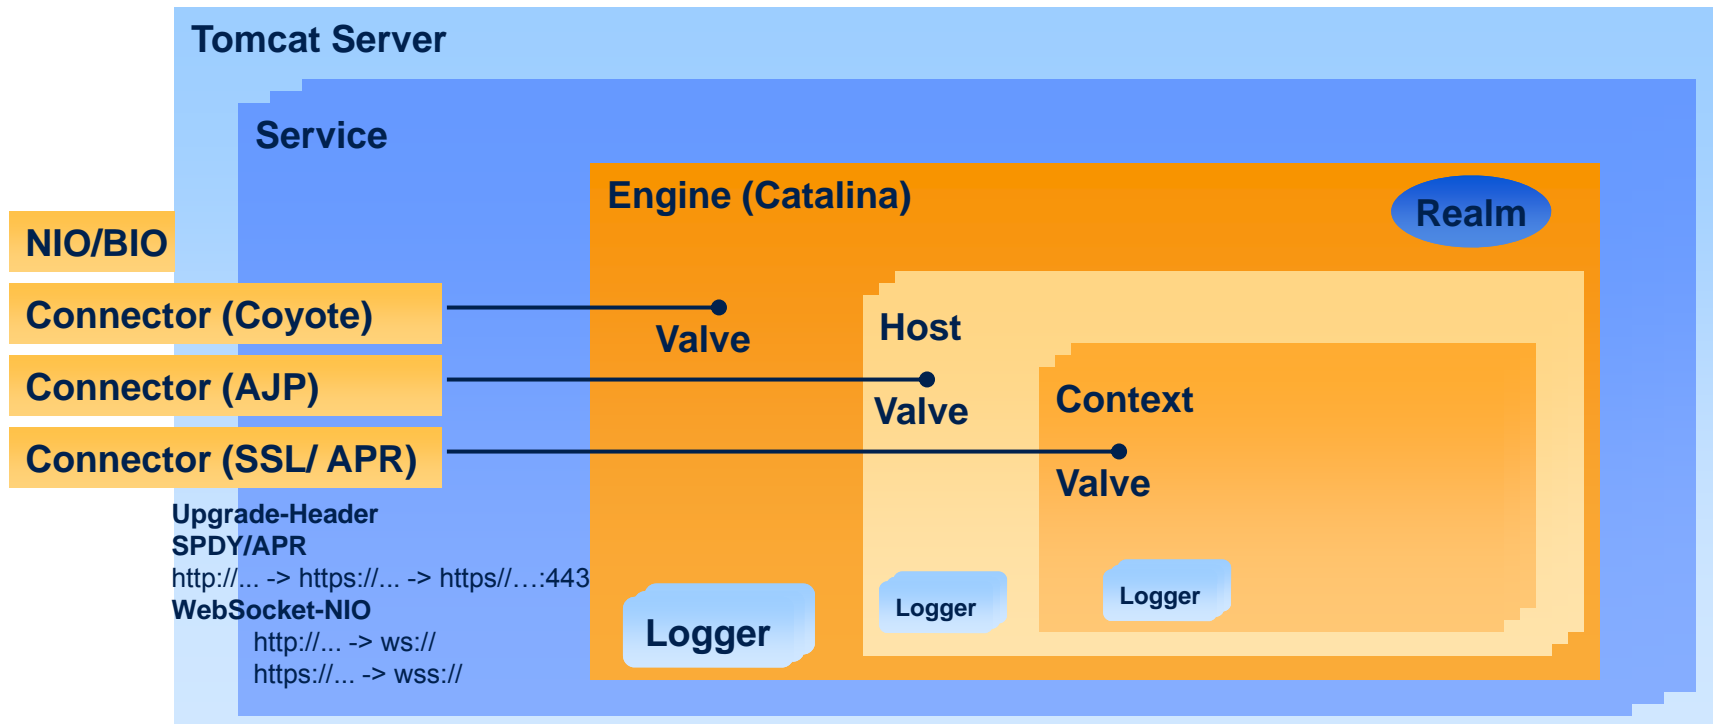 Tomcat Server
Service
Engine (Catalina)
Realm
NIO/BIO
Connector (Coyote)
Valve
Host
Connector (AJP)
Valve
Context
Connector (SSL/ APR)
Valve
Upgrade-Header
SPDY/APR
http://... -> https://... -> https//…:443
WebSocket-NIO
http://... -> ws://
https://... -> wss://
Logger
Logger
Logger